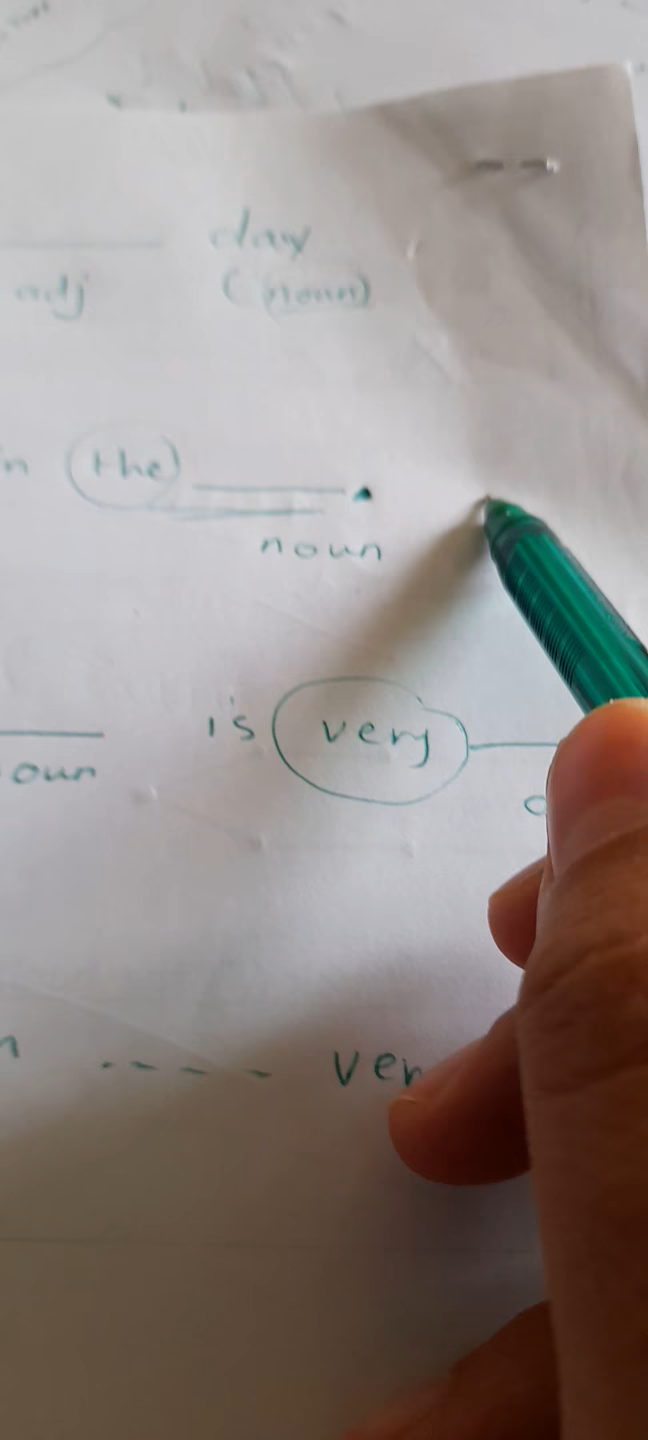 day
adj (noun)
n the
noun
is very
oun
n - - - - ver